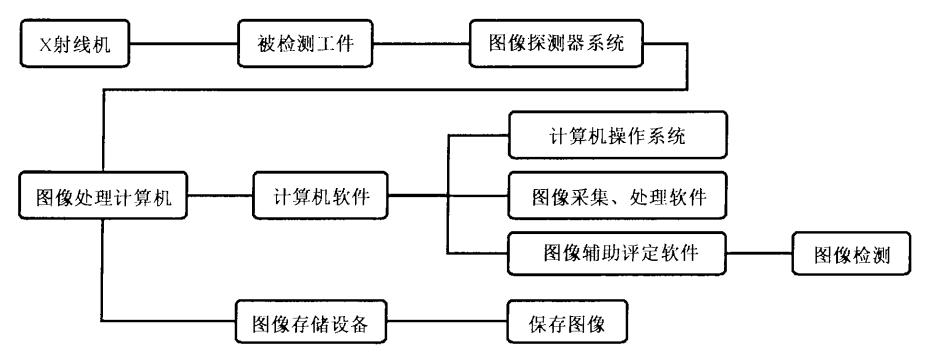 X射线机
被检测工件
图像探测器系统
计算机操作系统
图像处理计算机
计算机软件
图像采集、处理软件
图像辅助评定软件
图像检测
图像存储设备
保存图像